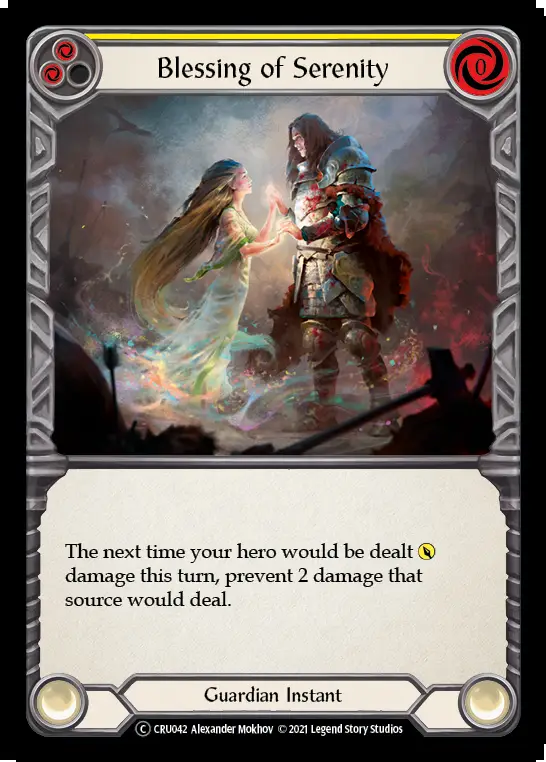 Blessing of Serenity
0
The next time your hero would be dealt
damage this turn, prevent 2 damage that
source would deal.
Guardian Instant
C CRU042 Alexander Mokhov © 2021 Legend Story Studios